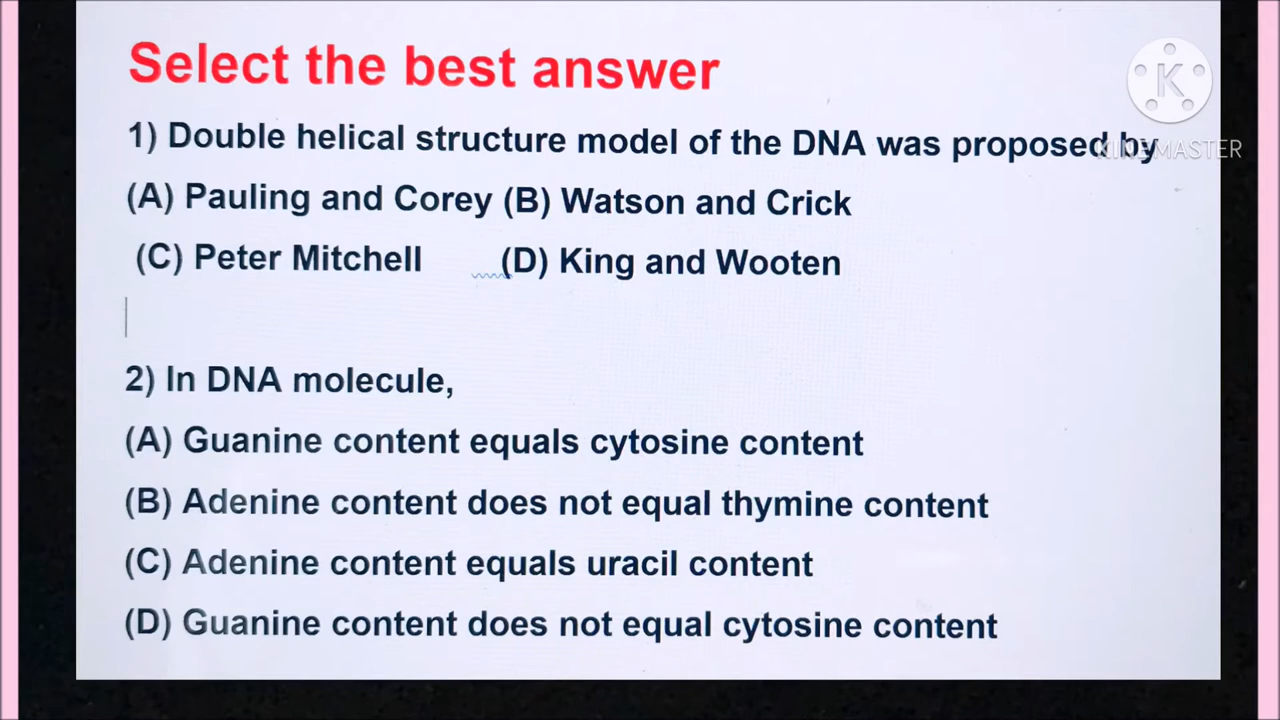 Select the best answer
1) Double helical structure model of the DNA was proposed by
(A) Pauling and Corey (B) Watson and Crick
(C) Peter Mitchell (D) King and Wooten
2) In DNA molecule,
(A) Guanine content equals cytosine content
(B) Adenine content does not equal thymine content
(C) Adenine content equals uracil content
(D) Guanine content does not equal cytosine content
K
KINEMASTER